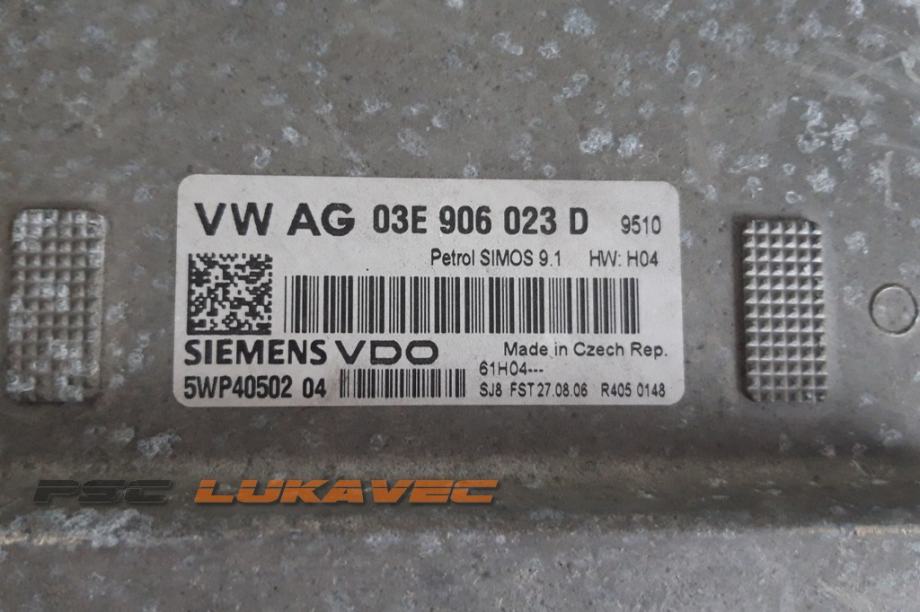 VW AG 03E 906 023 D 9510
Petrol SIMOS 9.1 HW: H04
SIEMENS VDO Made in Czech Rep.
61H04---
5WP40502 04 SJ8 FST 27.08.06 R405 0148
PSC LUKAVEC